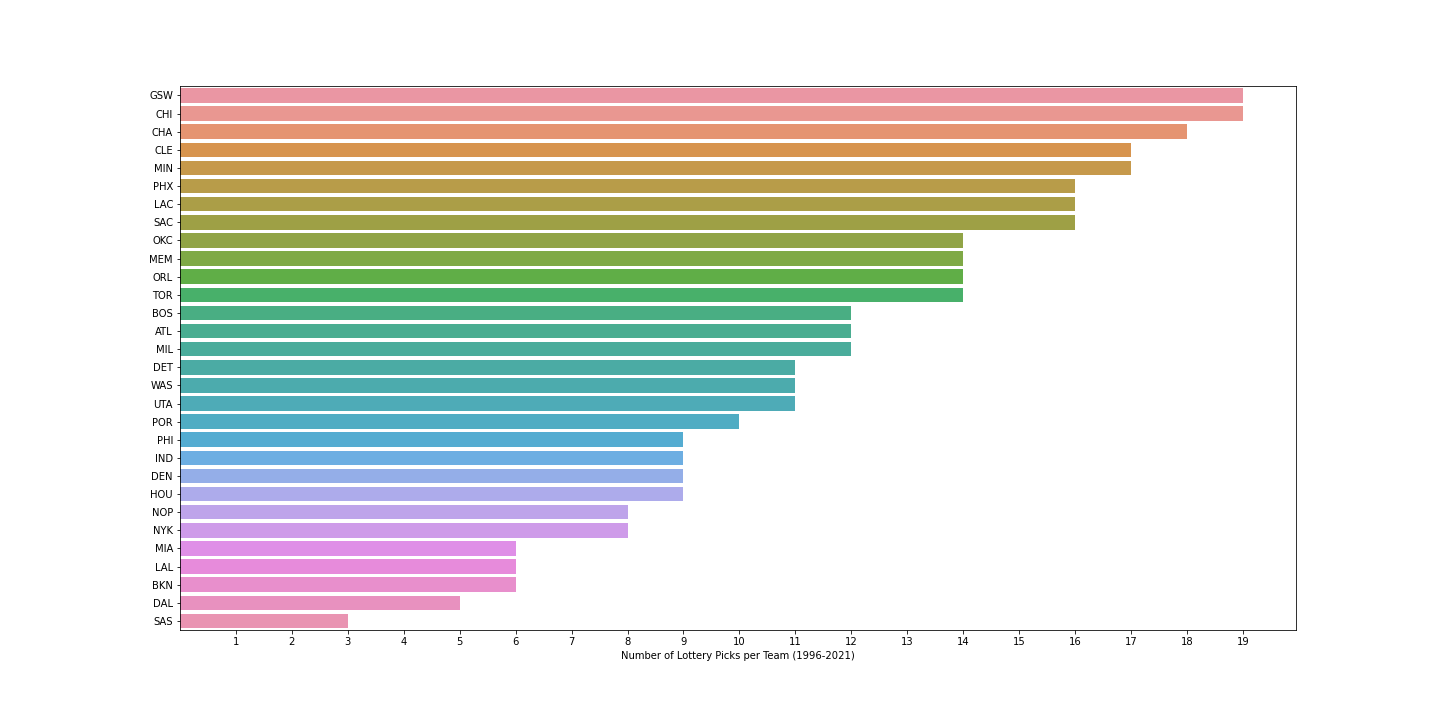 GSW
CHI
CHA
CLE
MIN
PHX
LAC
SAC
OKC
MEM
ORL
TOR
BOS
ATL
MIL
DET
WAS
UTA
POR
PHI
IND
DEN
HOU
NOP
NYK
MIA
LAL
BKN
DAL
SAS
1 2 3 4 5 6 7 8 9 10 11 12 13 14 15 16 17 18 19
Number of Lottery Picks per Team (1996-2021)